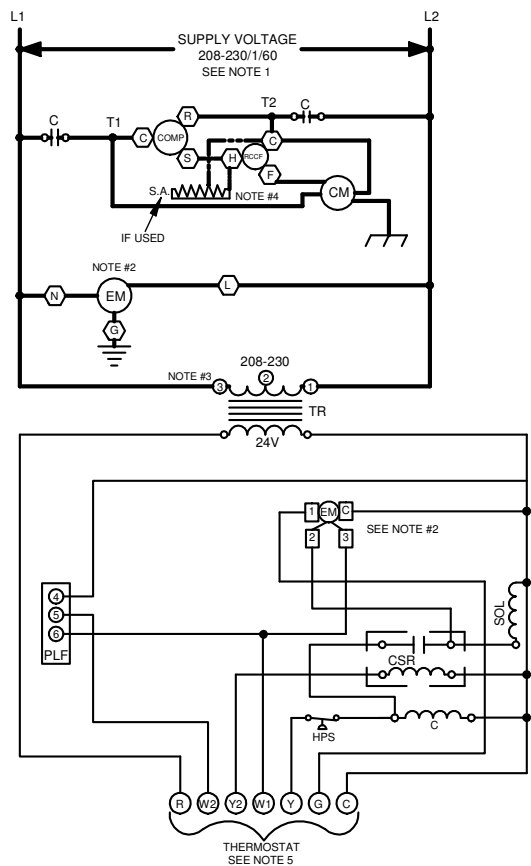 L1
L2
SUPPLY VOLTAGE
208-230/1/60
SEE NOTE 1
C
T1
T2
C
C
COMP
R
S
H
RCCF
C
F
CM
S.A.
NOTE #4
IF USED
NOTE #2
N
EM
L
G
208-230
NOTE #3
3
2
1
TR
24V
1
EM
C
SEE NOTE #2
2
3
4
5
6
PLF
SOL
CSR
C
HPS
R
W2
Y2
W1
Y
G
C
THERMOSTAT
SEE NOTE 5